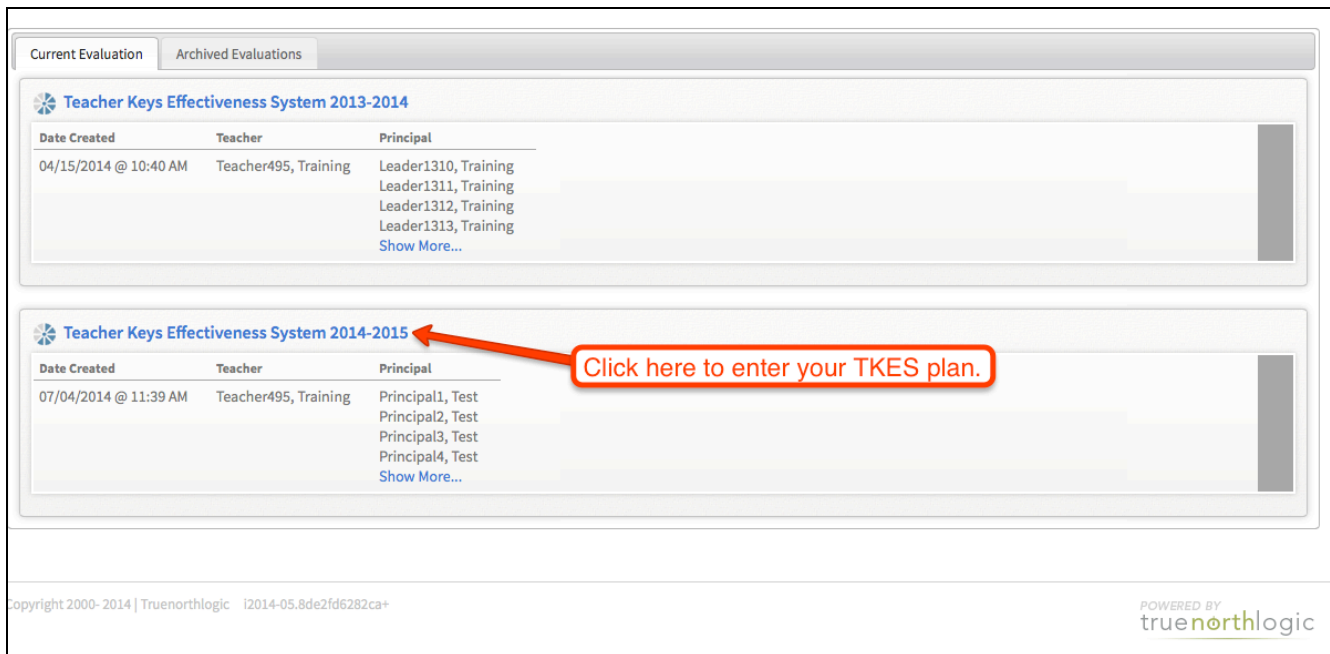 Current Evaluation Archived Evaluations
Teacher Keys Effectiveness System 2013-2014
Date Created Teacher Principal
04/15/2014 @ 10:40 AM Teacher495, Training Leader1310, Training
Leader1311, Training
Leader1312, Training
Leader1313, Training
Show More...
Teacher Keys Effectiveness System 2014-2015
Click here to enter your TKES plan.
Date Created Teacher Principal
07/04/2014 @ 11:39 AM Teacher495, Training Principal1, Test
Principal2, Test
Principal3, Test
Principal4, Test
Show More...
Copyright 2000- 2014 | Truenorthlogic i2014-05.8de2fd6282ca+
POWERED BY
truenorthlogic